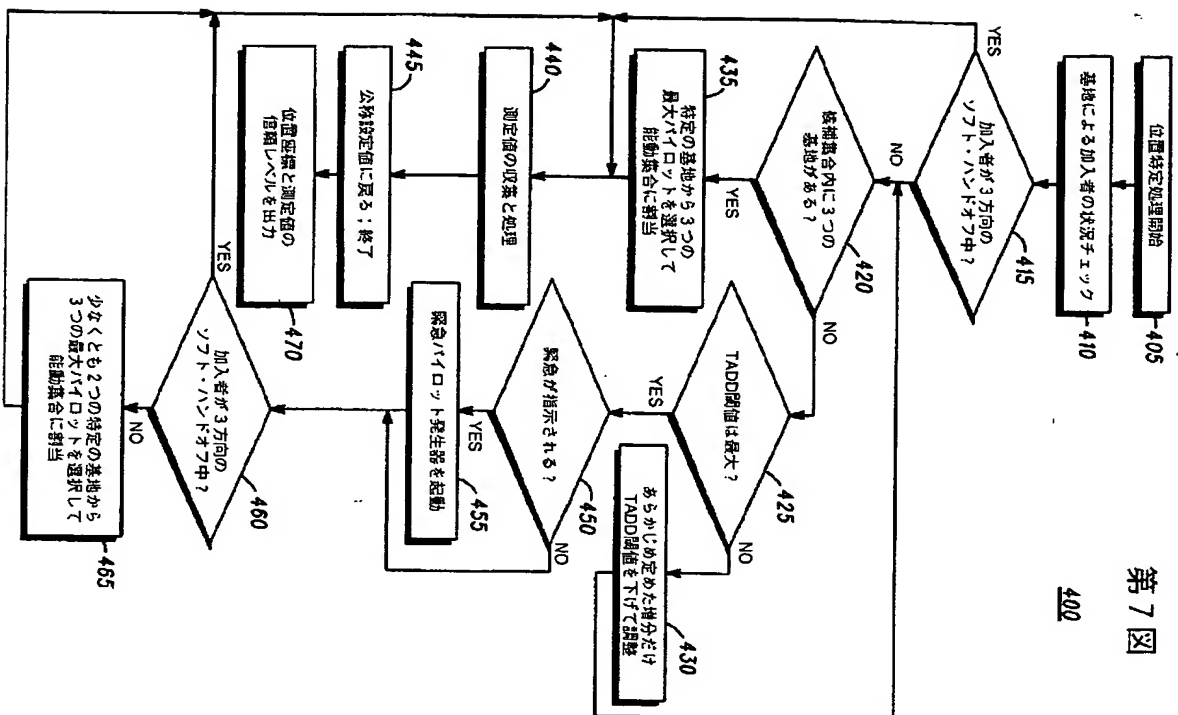 第7図
400
位置特定処理開始
405
基地による加入者の状況チェック
410
加入者が3方向の
ソフト・ハンドオフ中？
415
YES
NO
核補集合内に3つの
基地がある？
420
YES
NO
特定の基地から3つの
最大パイロットを選択して
能動集合に割当
435
測定値の収集と処理
440
公称設定値に戻る；終了
445
位置座標と測定値の
信頼レベルを出力
470
TADD閾値は最大？
425
YES
NO
あらかじめ定めた増分だけ
TADD閾値を下げて調整
430
緊急が指示される？
450
YES
NO
緊急パイロット発生器を起動
455
加入者が3方向の
ソフト・ハンドオフ中？
460
YES
NO
少なくとも2つの特定の基地から
3つの最大パイロットを選択して
能動集合に割当
465